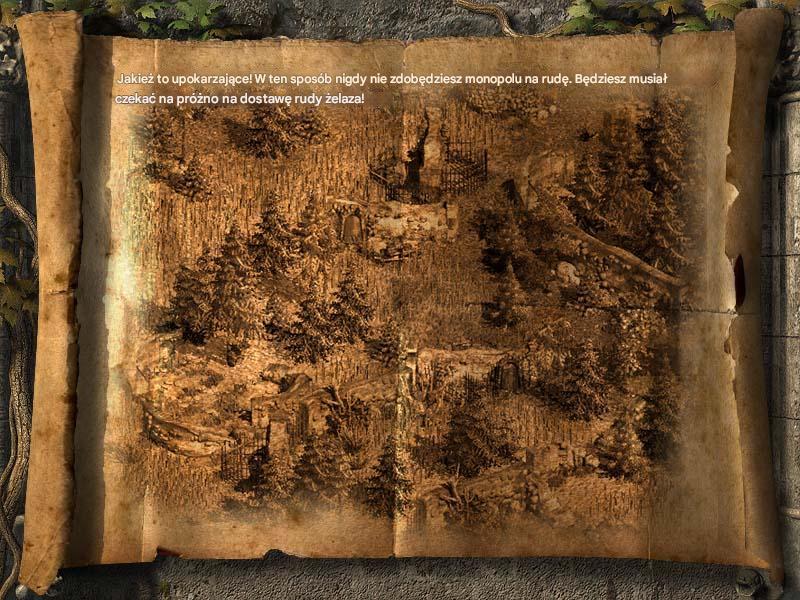 Jakież to upokarzające! W ten sposób nigdy nie zdobędziesz monopolu na rudę. Będziesz musiał
czekać na próżno na dostawę rudy żelaza!